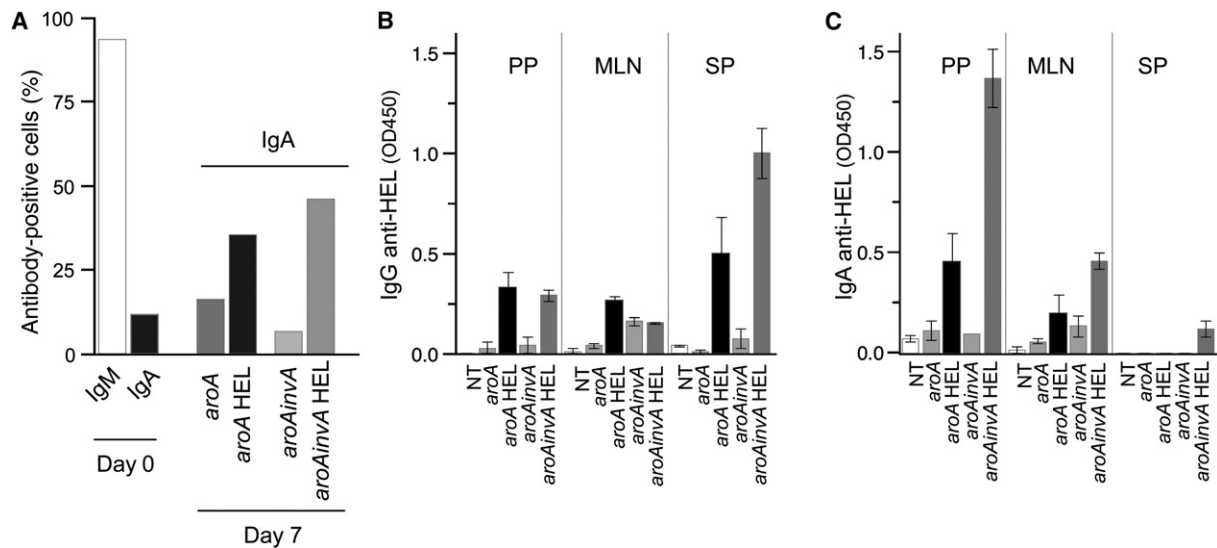 A
Antibody-positive cells (%)
100
75
50
25
0
IgA
IgM
IgA
aroA
aroA HEL
aroAinvA
aroAinvA HEL
Day 0
Day 7
B
IgG anti-HEL (OD450)
1.5
1.0
0.5
0.0
PP
MLN
SP
NT
aroA
aroA HEL
aroAinvA
aroAinvA HEL
NT
aroA
aroA HEL
aroAinvA
aroAinvA HEL
NT
aroA
aroA HEL
aroAinvA
aroAinvA HEL
C
IgA anti-HEL (OD450)
1.5
1.0
0.5
0.0
PP
MLN
SP
NT
aroA
aroA HEL
aroAinvA
aroAinvA HEL
NT
aroA
aroA HEL
aroAinvA
aroAinvA HEL
NT
aroA
aroA HEL
aroAinvA
aroAinvA HEL